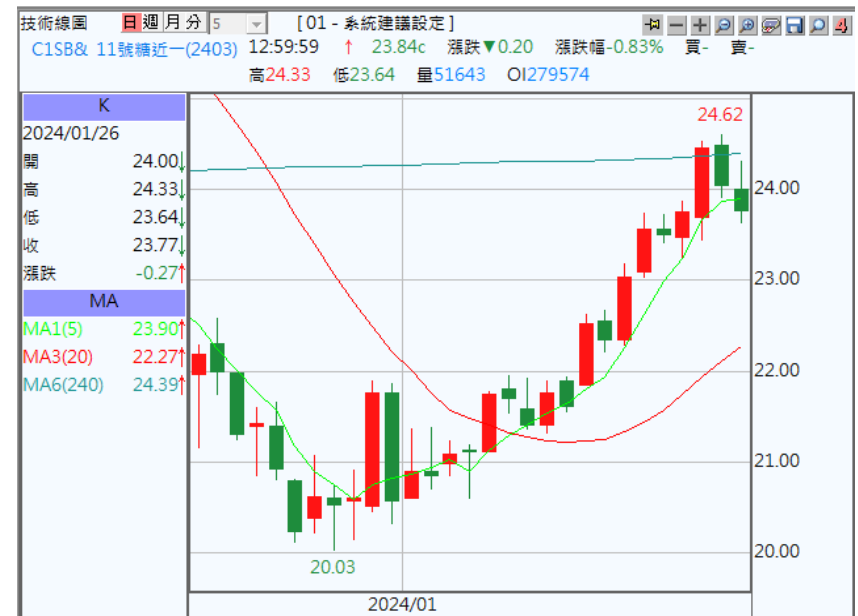 技術線圖 日 週 月 分 5 [ 01 - 系統建議設定 ]
C1SB& 11號糖近一(2403) 12:59:59 ↑ 23.84c 漲跌▼0.20 漲跌幅-0.83% 買- 賣-
高24.33 低23.64 量51643 OI279574
K
2024/01/26
開 24.00↓
高 24.33↓
低 23.64↓
收 23.77↓
漲跌 -0.27↑
MA
MA1(5) 23.90↑
MA3(20) 22.27↑
MA6(240) 24.39↑
24.62
24.00
23.00
22.00
21.00
20.00
20.03
2024/01